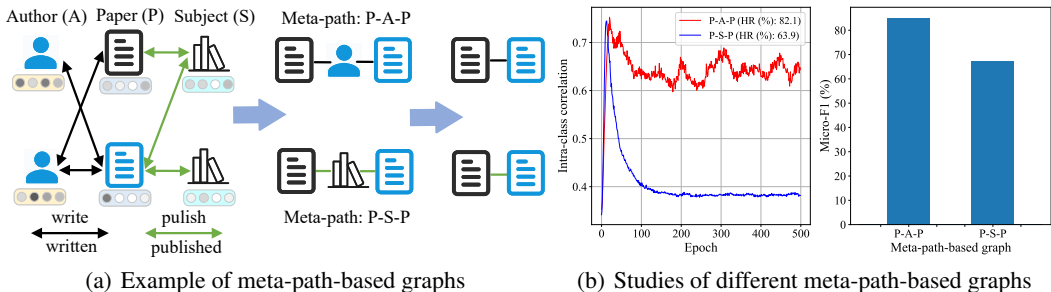 Author (A) Paper (P) Subject (S)
write
written
pulish
published
Meta-path: P-A-P
Meta-path: P-S-P
(a) Example of meta-path-based graphs
Intra-class correlation
0.7
0.6
0.5
0.4
P-A-P (HR (%): 82.1)
P-S-P (HR (%): 63.9)
0 100 200 300 400 500
Epoch
Micro-F1 (%)
80
70
60
50
40
30
20
10
0
P-A-P P-S-P
Meta-path-based graph
(b) Studies of different meta-path-based graphs